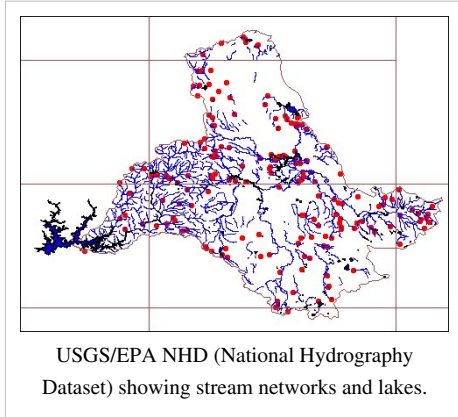 USGS/EPA NHD (National Hydrography
Dataset) showing stream networks and lakes.